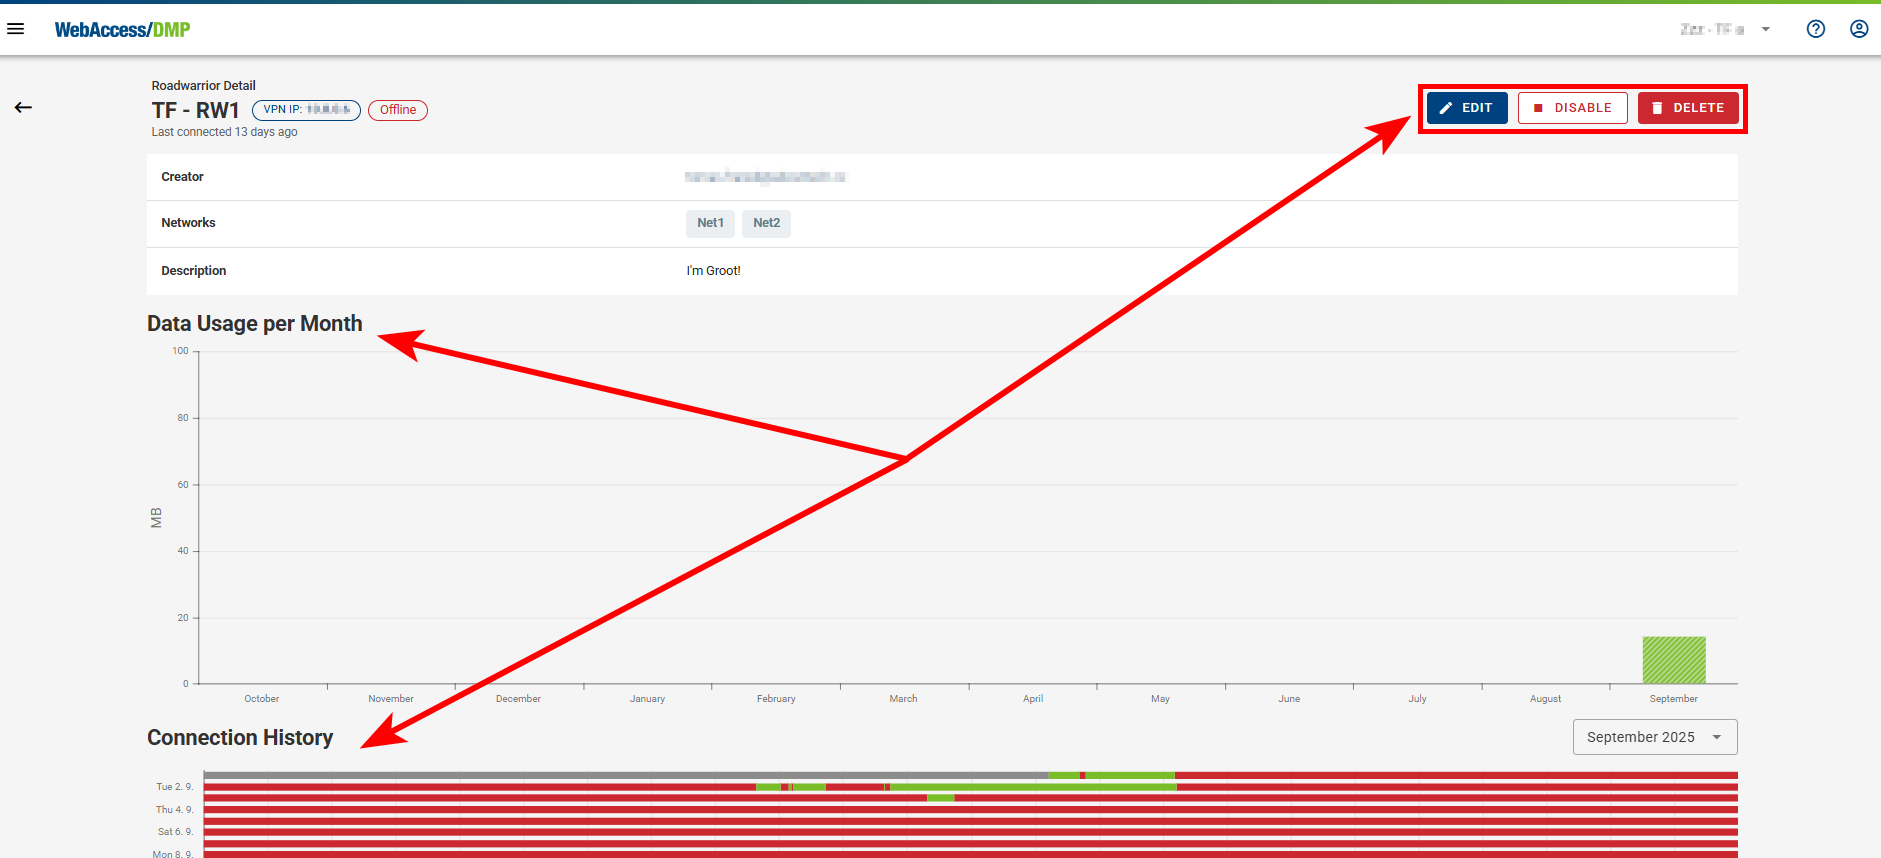 WebAccess/DMP
Roadwarrior Detail
TF - RW1
VPN IP:
Offline
Last connected 13 days ago
EDIT
DISABLE
DELETE
Creator
Networks
Net1
Net2
Description
I'm Groot!
Data Usage per Month
100
80
60
40
20
0
MB
October
November
December
January
February
March
April
May
June
July
August
September
Connection History
September 2025
Tue 2. 9.
Thu 4. 9.
Sat 6. 9.
Mon 8. 9.